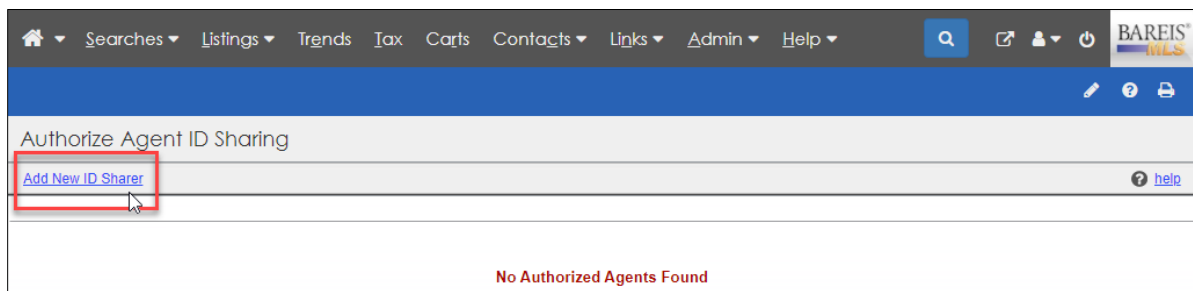 Searches Listings Trends Tax Carts Contacts Links Admin Help BAREIS® MLS
Authorize Agent ID Sharing
Add New ID Sharer help
No Authorized Agents Found